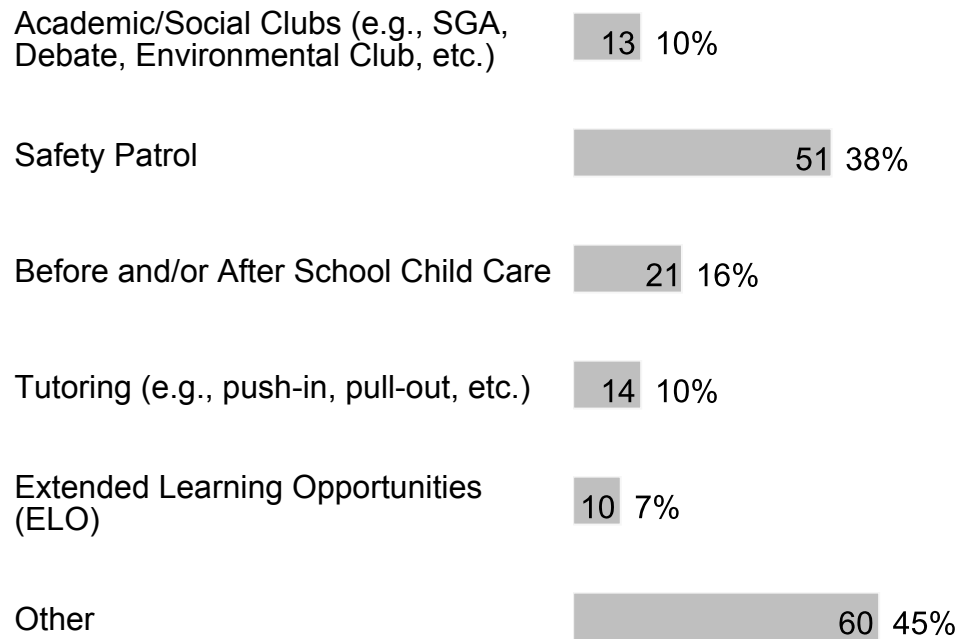 Academic/Social Clubs (e.g., SGA,
Debate, Environmental Club, etc.)
13 10%
Safety Patrol
51 38%
Before and/or After School Child Care
21 16%
Tutoring (e.g., push-in, pull-out, etc.)
14 10%
Extended Learning Opportunities
(ELO)
10 7%
Other
60 45%